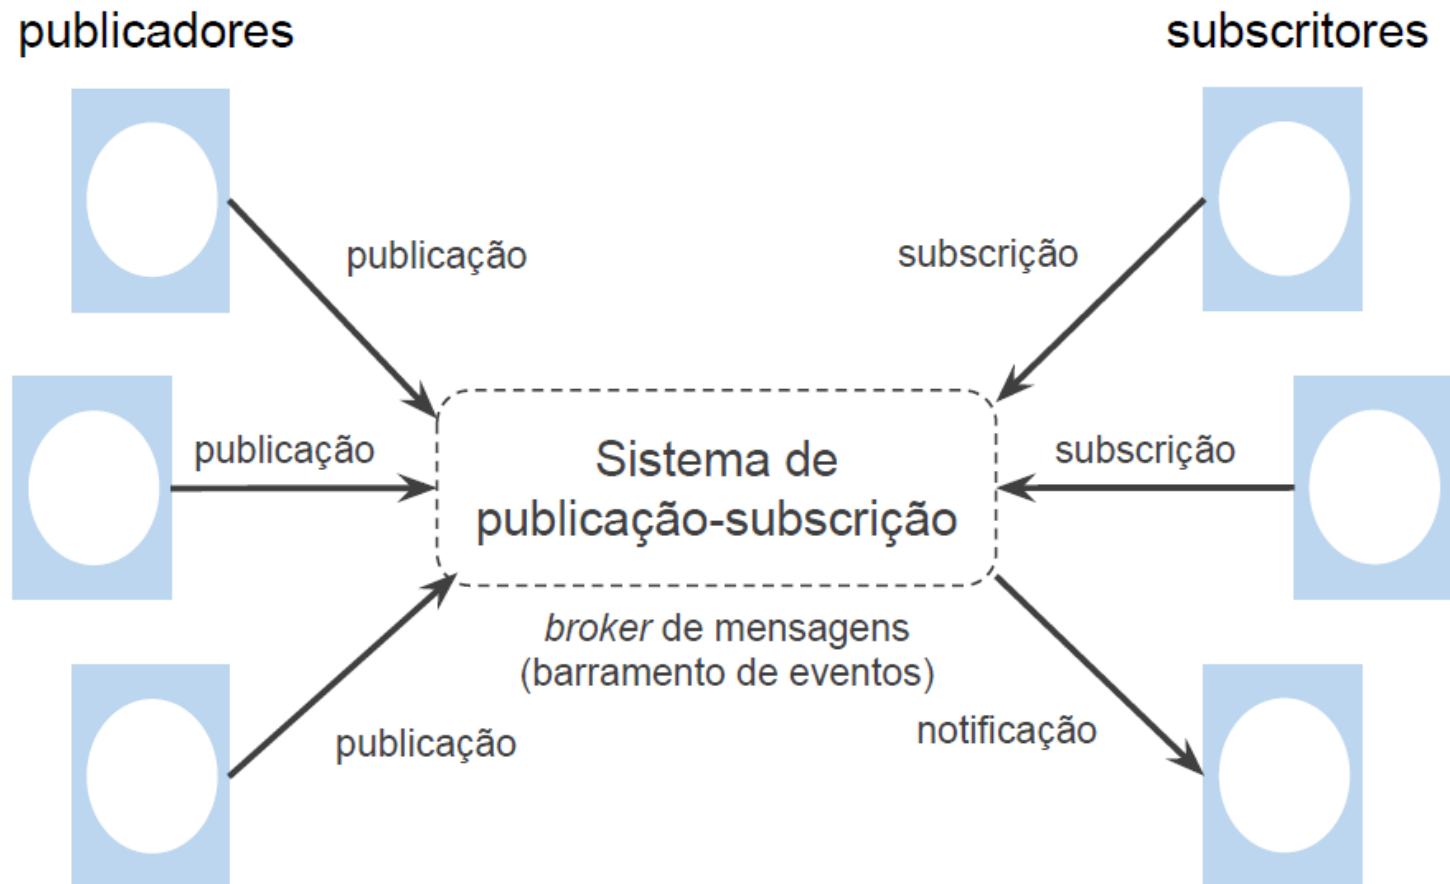 publicadores
subscritores
publicação
subscrição
publicação
subscrição
Sistema de
publicação-subscrição
broker de mensagens
(barramento de eventos)
publicação
notificação